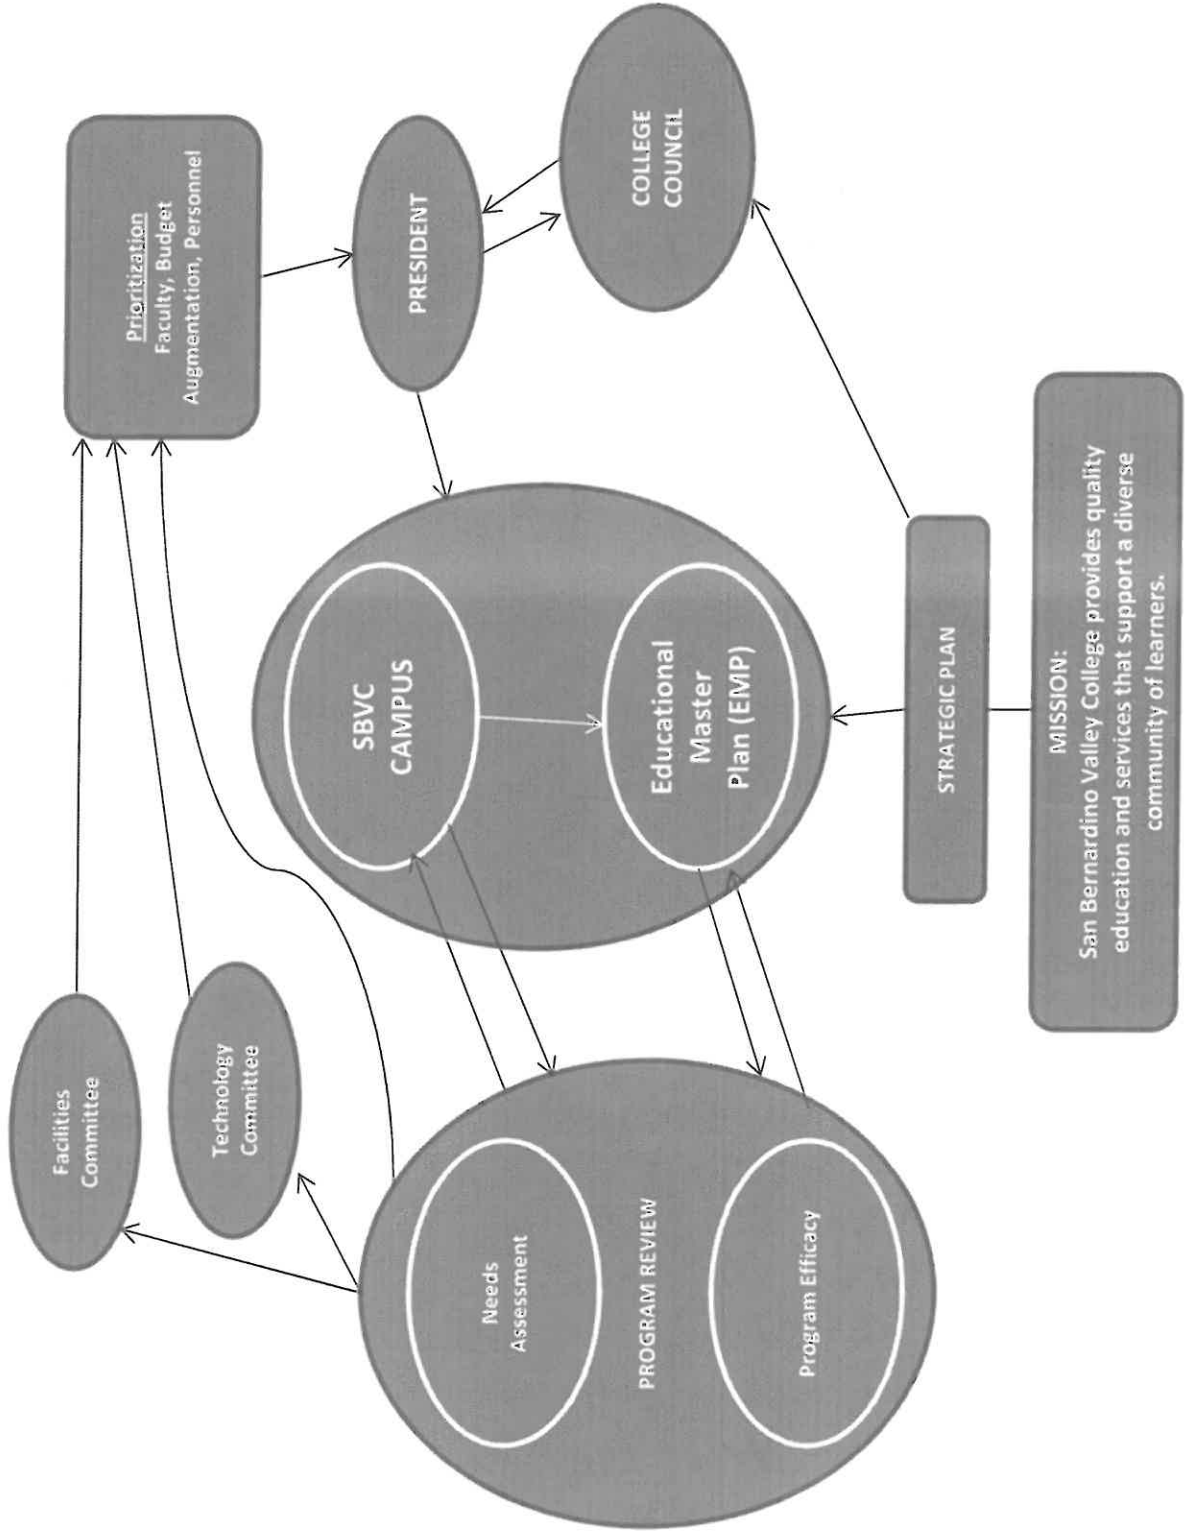 Facilities
Committee
Technology
Committee
Prioritization
Faculty, Budget
Augmentation, Personnel
Needs
Assessment
PROGRAM REVIEW
Program Efficacy
SBVC
CAMPUS
Educational
Master
Plan (EMP)
PRESIDENT
COLLEGE
COUNCIL
STRATEGIC PLAN
MISSION:
San Bernardino Valley College provides quality
education and services that support a diverse
community of learners.